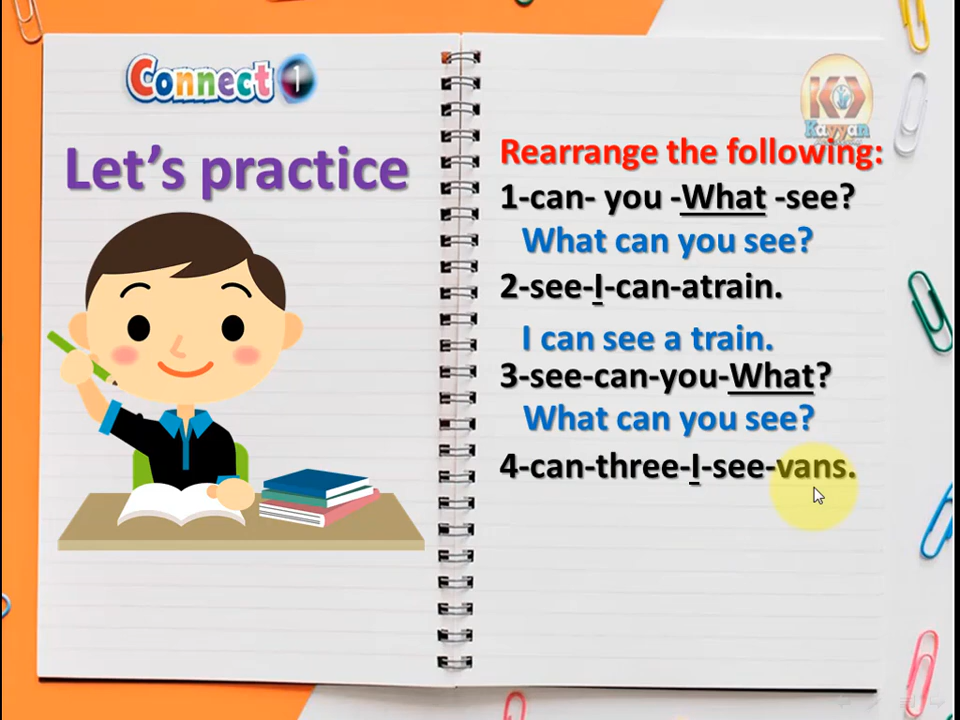 Connect 1
Let's practice
Kayyan
Rearrange the following:
1-can- you -What -see?
What can you see?
2-see-I-can-atrain.
I can see a train.
3-see-can-you-What?
What can you see?
4-can-three-I-see-vans.